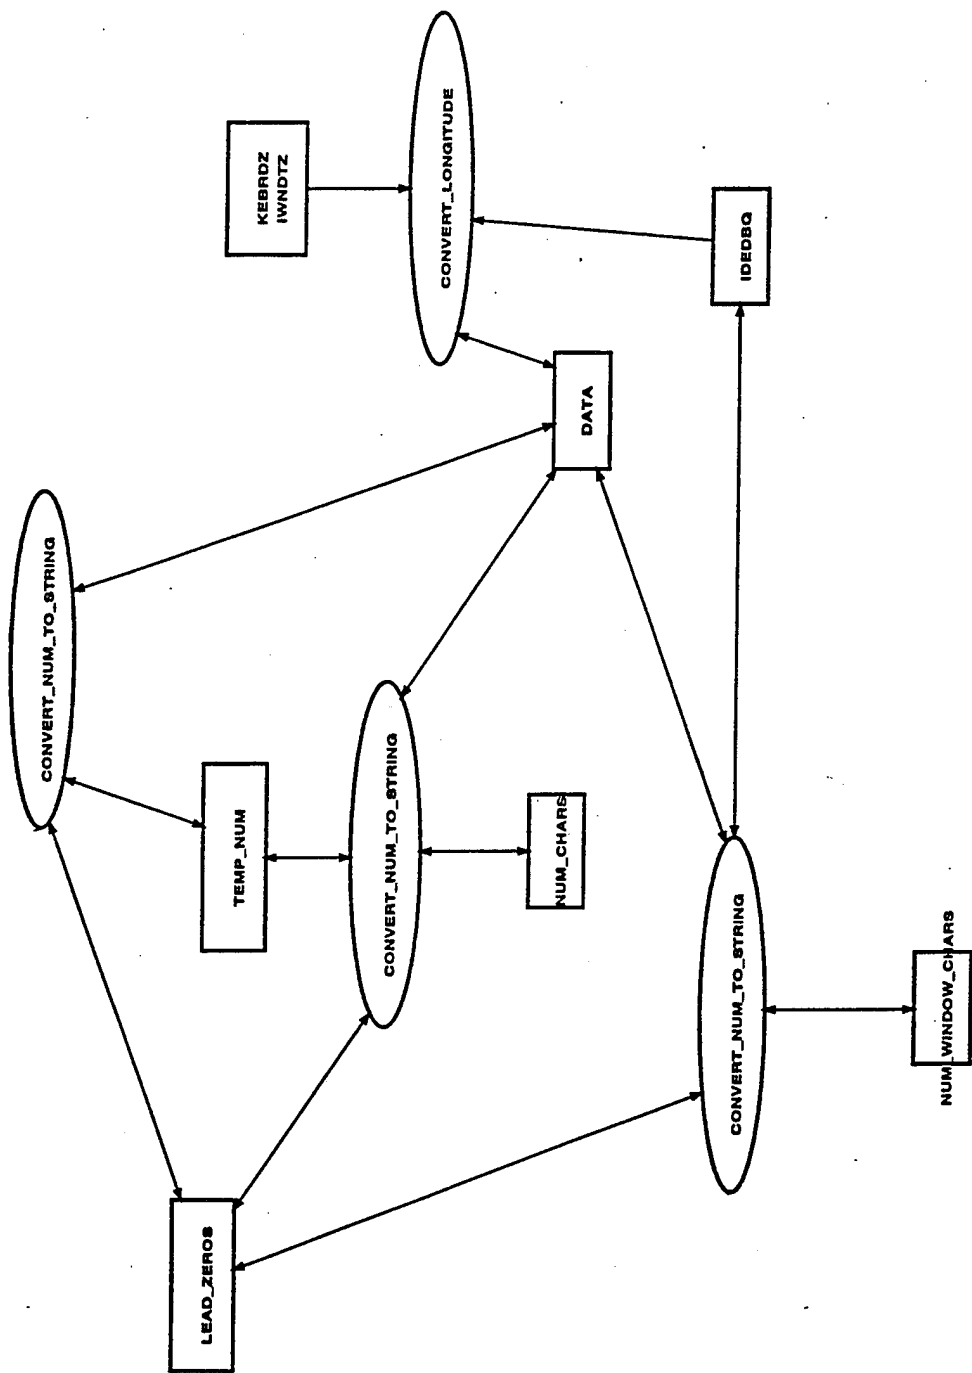 CONVERT_NUM_TO_STRING
LEAD_ZEROS
TEMP_NUM
KEBRDZ
IWNDTZ
CONVERT_NUM_TO_STRING
CONVERT_LONGITUDE
NUM_CHARS
DATA
CONVERT_NUM_TO_STRING
IDEDBQ
NUM_WINDOW_CHARS